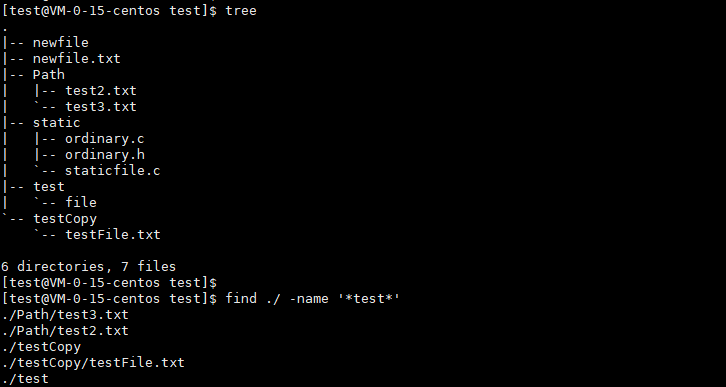 [test@VM-0-15-centos test]$ tree
.
|-- newfile
|-- newfile.txt
|-- Path
|   |-- test2.txt
|   `-- test3.txt
|-- static
|   |-- ordinary.c
|   |-- ordinary.h
|   `-- staticfile.c
|-- test
|   `-- file
`-- testCopy
    `-- testFile.txt

6 directories, 7 files
[test@VM-0-15-centos test]$
[test@VM-0-15-centos test]$ find ./ -name '*test*'
./Path/test3.txt
./Path/test2.txt
./testCopy
./testCopy/testFile.txt
./test